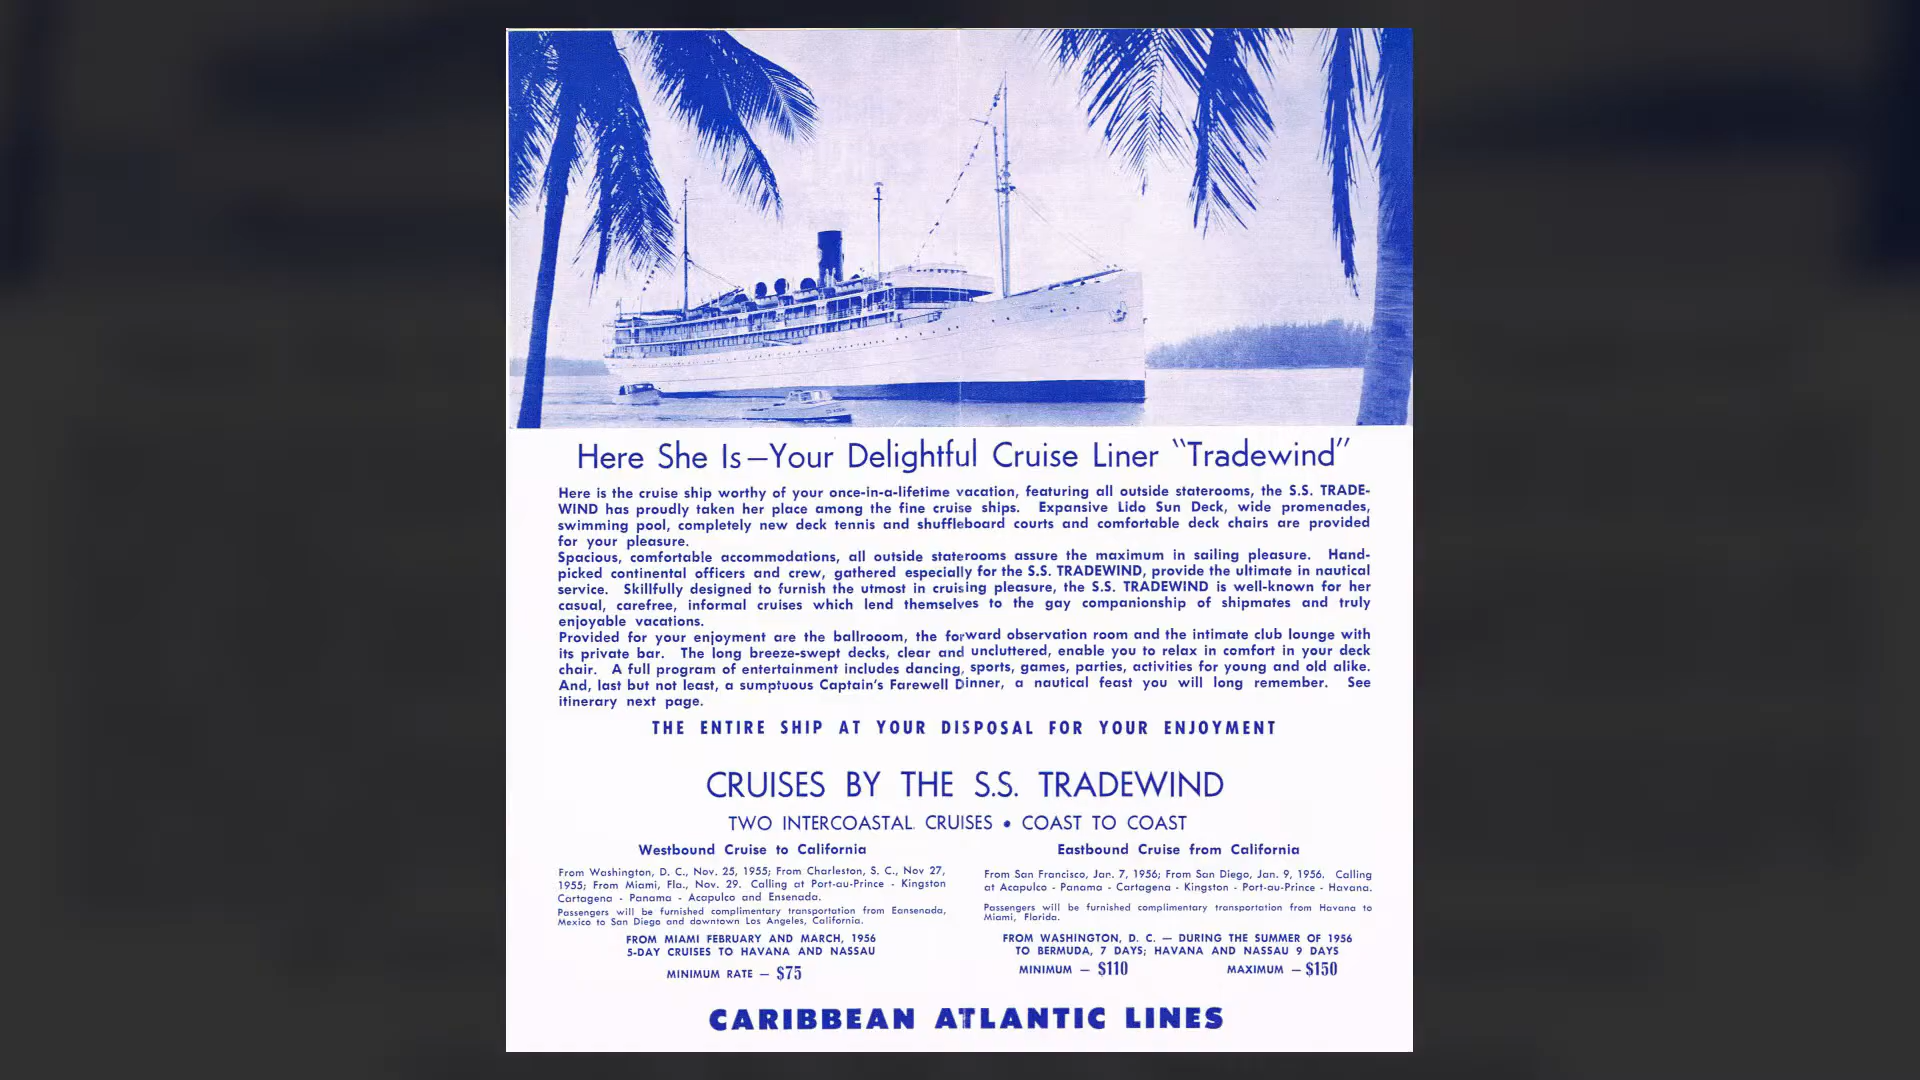 Here She Is—Your Delightful Cruise Liner "Tradewind"
Here is the cruise ship worthy of your once-in-a-lifetime vacation, featuring all outside staterooms, the S.S. TRADE-
WIND has proudly taken her place among the fine cruise ships. Expansive Lido Sun Deck, wide promenades,
swimming pool, completely new deck tennis and shuffleboard courts and comfortable deck chairs are provided
for your pleasure.
Spacious, comfortable accommodations, all outside staterooms assure the maximum in sailing pleasure. Hand-
picked continental officers and crew, gathered especially for the S.S. TRADEWIND, provide the ultimate in nautical
service. Skillfully designed to furnish the utmost in cruising pleasure, the S.S. TRADEWIND is well-known for her
casual, carefree, informal cruises which lend themselves to the gay companionship of shipmates and truly
enjoyable vacations.
Provided for your enjoyment are the ballrooom, the forward observation room and the intimate club lounge with
its private bar. The long breeze-swept decks, clear and uncluttered, enable you to relax in comfort in your deck
chair. A full program of entertainment includes dancing, sports, games, parties, activities for young and old alike.
And, last but not least, a sumptuous Captain's Farewell Dinner, a nautical feast you will long remember. See
itinerary next page.
THE ENTIRE SHIP AT YOUR DISPOSAL FOR YOUR ENJOYMENT
CRUISES BY THE S.S. TRADEWIND
TWO INTERCOASTAL CRUISES • COAST TO COAST
Westbound Cruise to California
From Washington, D. C., Nov. 25, 1955; From Charleston, S. C., Nov 27,
1955; From Miami, Fla., Nov. 29. Calling at Port-au-Prince - Kingston
Cartagena - Panama - Acapulco and Ensenada.
Passengers will be furnished complimentary transportation from Eansenada,
Mexico to San Diego and downtown Los Angeles, California.
FROM MIAMI FEBRUARY AND MARCH, 1956
5-DAY CRUISES TO HAVANA AND NASSAU
MINIMUM RATE — $75
Eastbound Cruise from California
From San Francisco, Jan. 7, 1956; From San Diego, Jan. 9, 1956. Calling
at Acapulco - Panama - Cartagena - Kingston - Port-au-Prince - Havana.
Passengers will be furnished complimentary transportation from Havana to
Miami, Florida.
FROM WASHINGTON, D. C. — DURING THE SUMMER OF 1956
TO BERMUDA, 7 DAYS; HAVANA AND NASSAU 9 DAYS
MINIMUM — $110 MAXIMUM — $150
CARIBBEAN ATLANTIC LINES